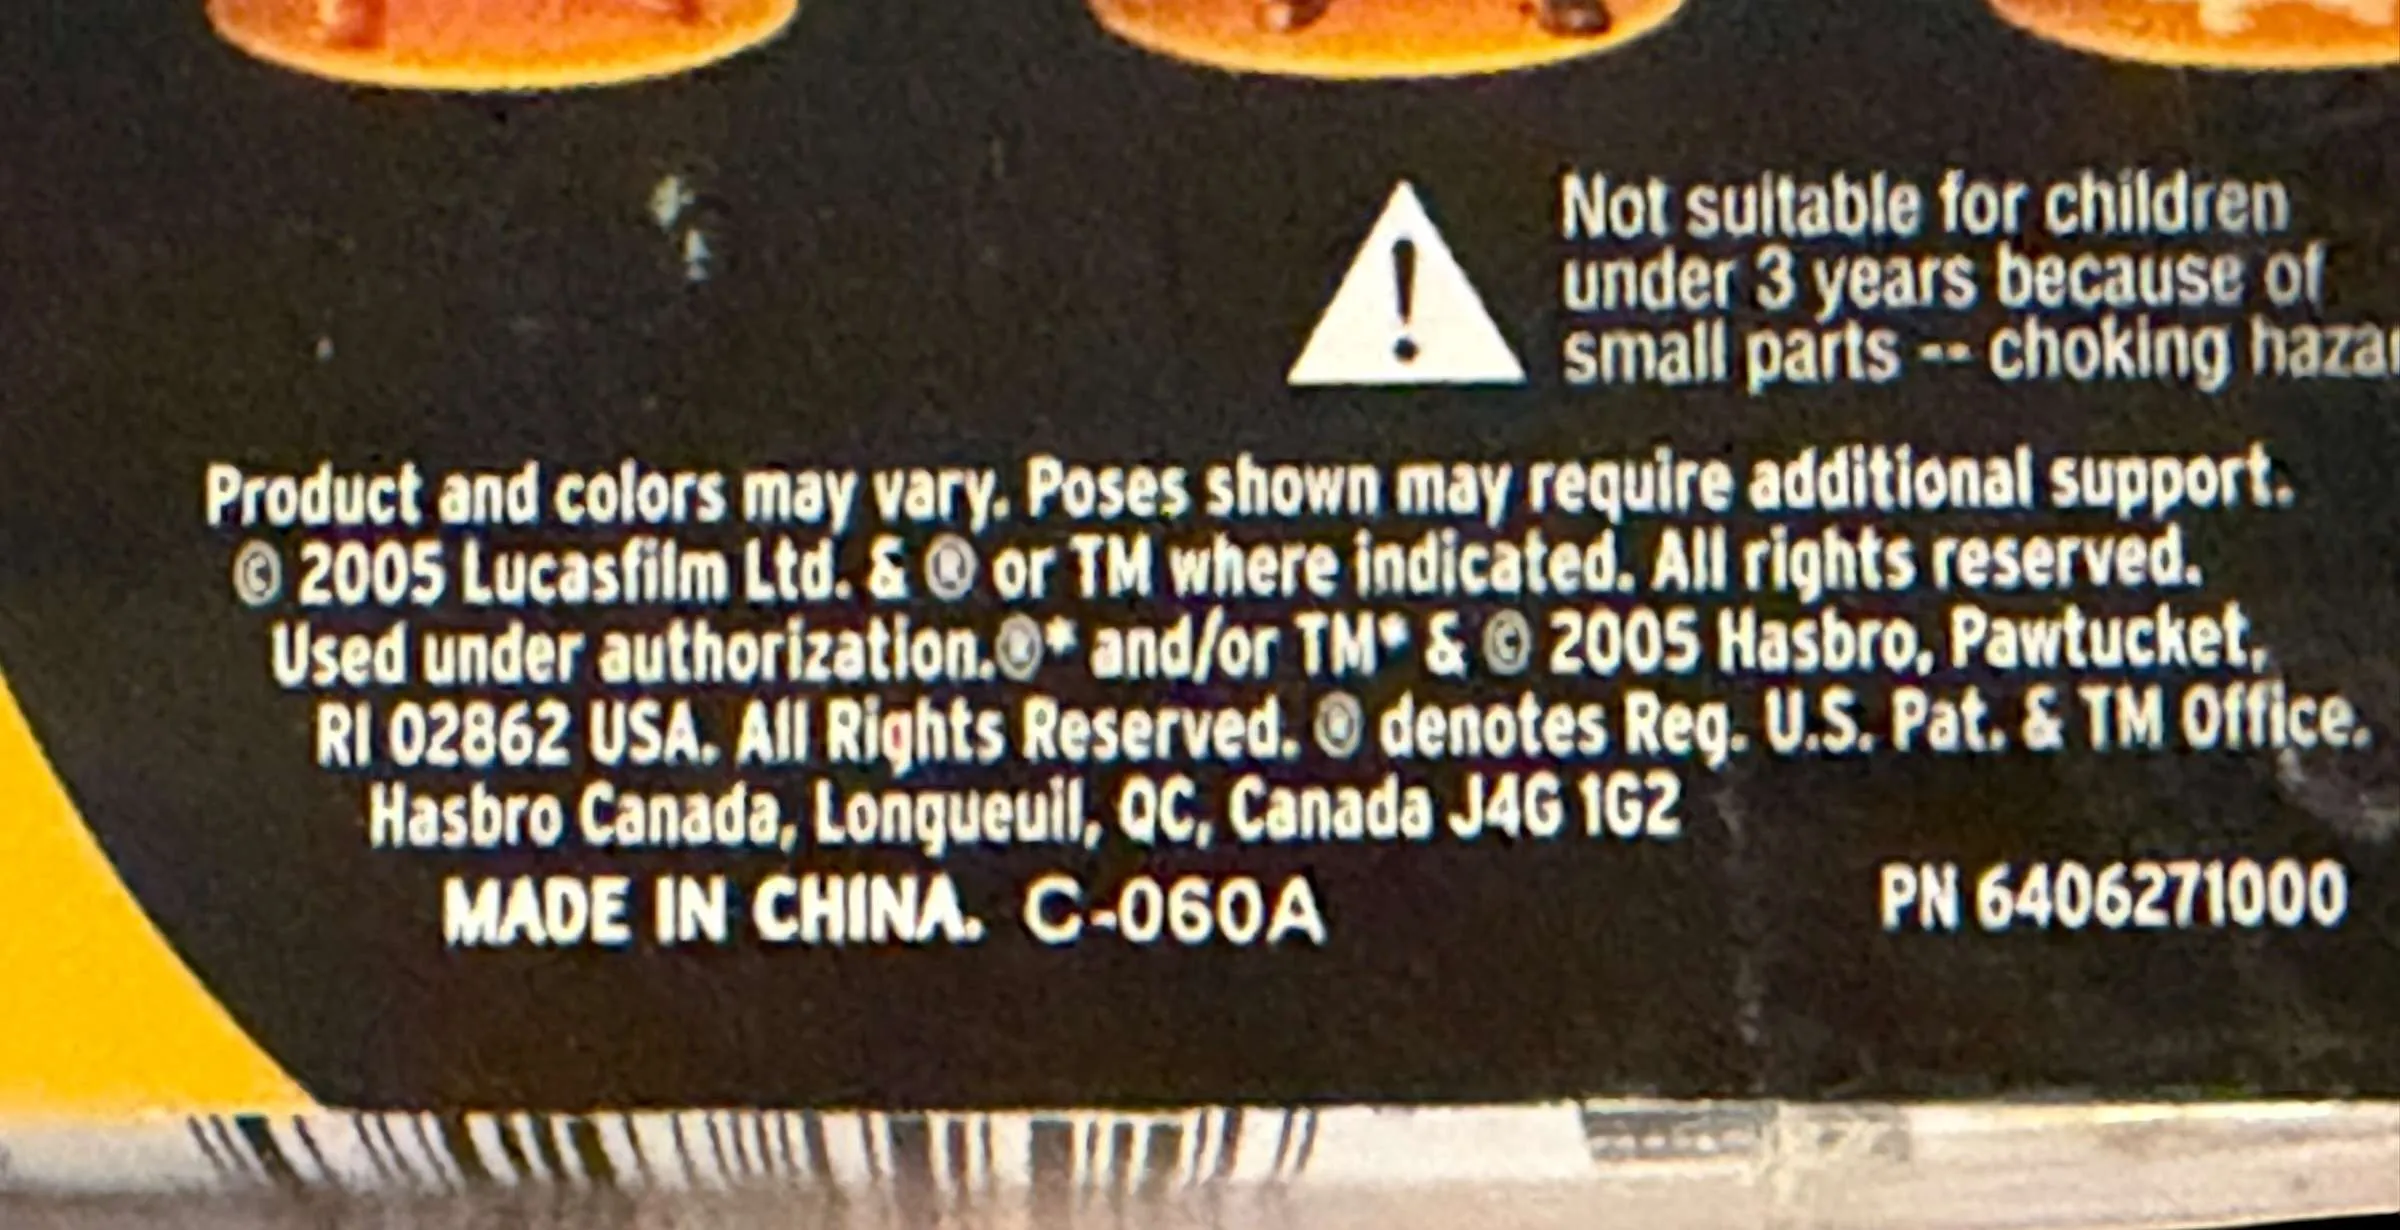 Not suitable for children
under 3 years because of
small parts -- choking hazar
Product and colors may vary. Poses shown may require additional support.
© 2005 Lucasfilm Ltd. & ® or TM where indicated. All rights reserved.
Used under authorization.®* and/or TM* & © 2005 Hasbro, Pawtucket,
RI 02862 USA. All Rights Reserved. ® denotes Reg. U.S. Pat. & TM Office.
Hasbro Canada, Longueuil, QC, Canada J4G 1G2
MADE IN CHINA. C-060A
PN 6406271000